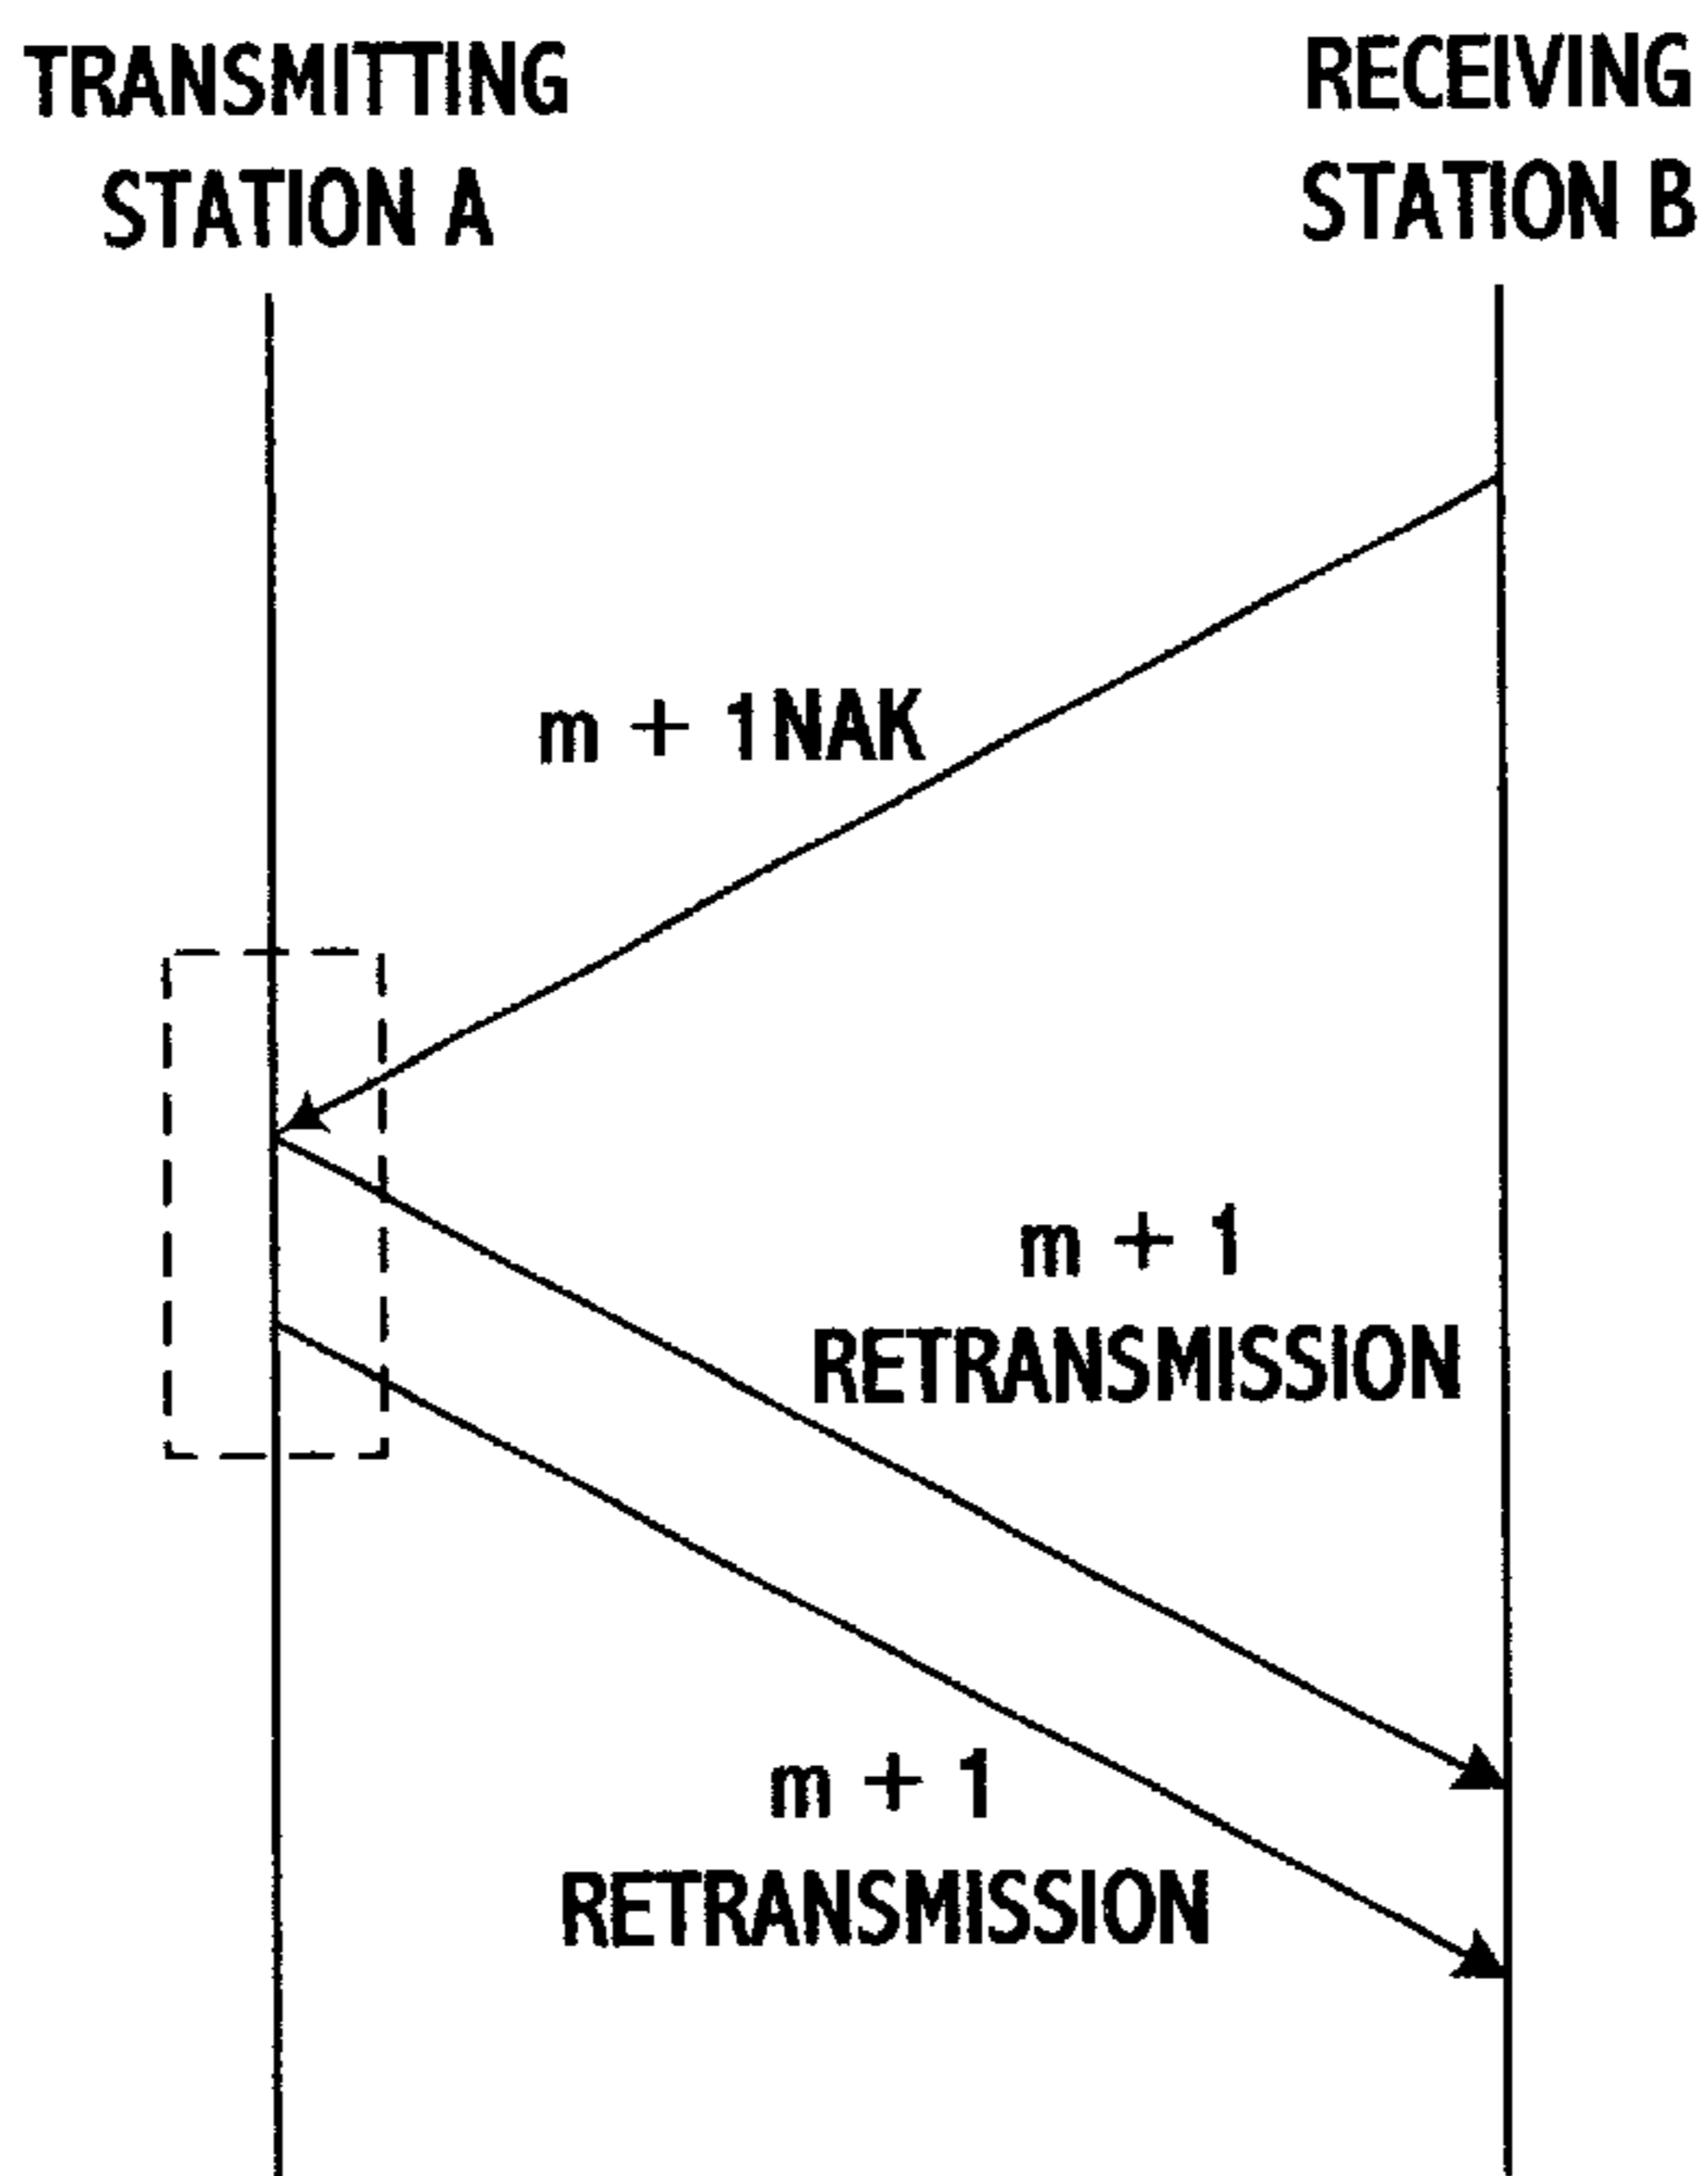 TRANSMITTING
STATION A
RECEIVING
STATION B
m + 1NAK
m + 1
RETRANSMISSION
m + 1
RETRANSMISSION